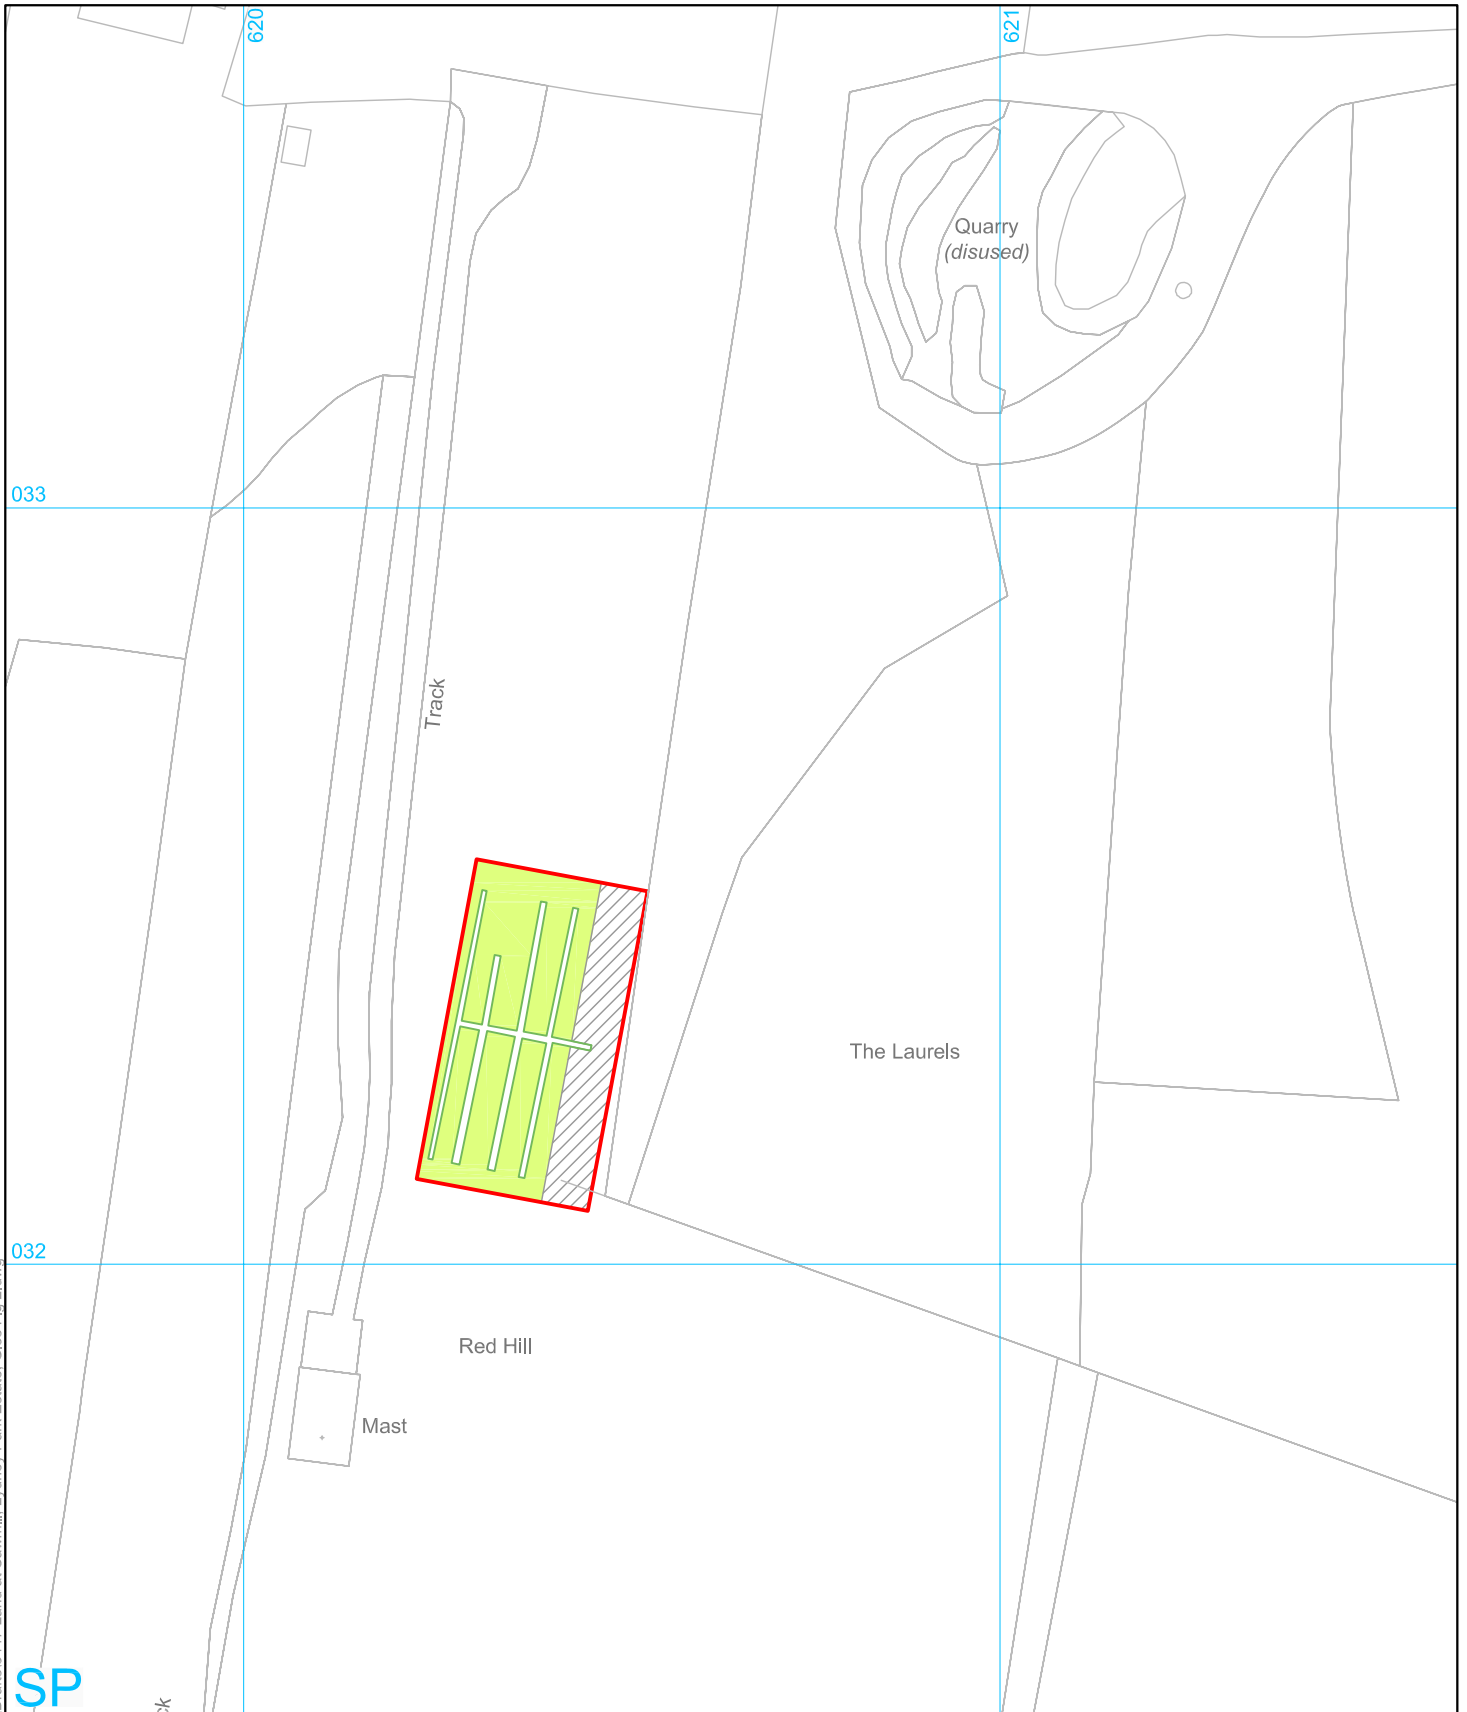 620
621
Quarry
(disused)
033
Track
The Laurels
032
Red Hill
Mast
SP